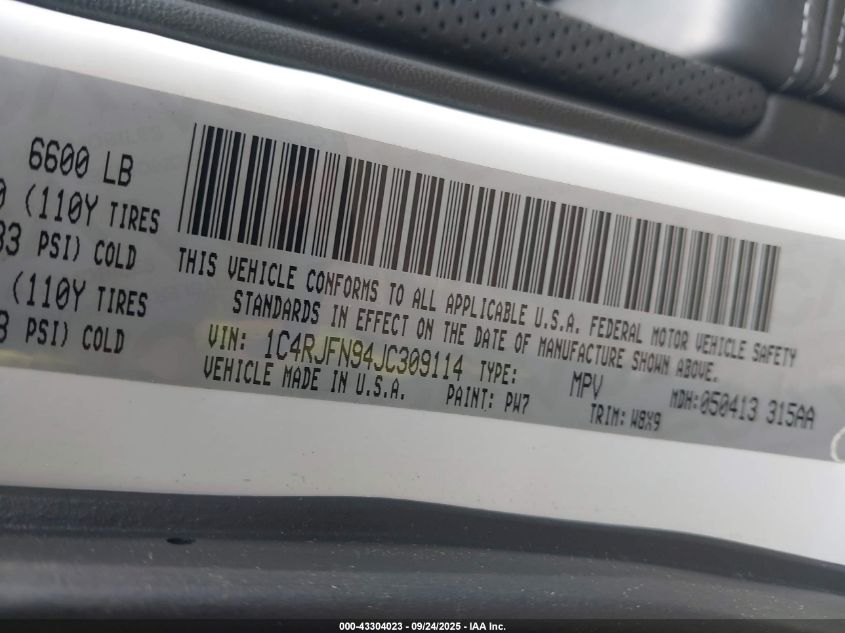 6600 LB
(110Y TIRES
PSI) COLD
(110Y TIRES
PSI) COLD
THIS VEHICLE CONFORMS TO ALL APPLICABLE U.S.A. FEDERAL MOTOR VEHICLE SAFETY
STANDARDS IN EFFECT ON THE DATE OF MANUFACTURE SHOWN ABOVE.
VIN: 1C4RJFN94JC309114 TYPE: MPV MDH:050413 315AA
VEHICLE MADE IN U.S.A. PAINT: PW7 TRIM: W8X9
000-43304023 - 09/24/2025 - IAA Inc.